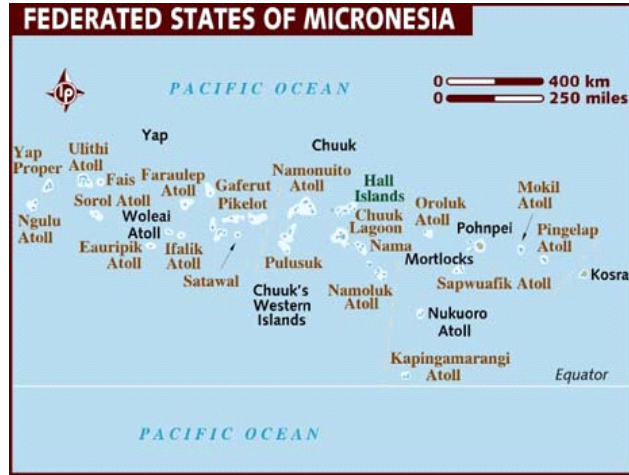 FEDERATED STATES OF MICRONESIA
PACIFIC OCEAN
0 400 km
0 250 miles
LP
Yap
Chuuk
Yap
Proper
Ulithi
Atoll
Fais
Faraulep
Atoll
Gaferut
Pikelot
Namonuito
Atoll
Hall
Islands
Chuuk
Lagoon
Nama
Oroluk
Atoll
Pohnpei
Mokil
Atoll
Pingelap
Atoll
Ngulu
Atoll
Sorol Atoll
Woleai
Atoll
Eauripik
Atoll
Ifalik
Atoll
Satawal
Pulusuk
Chuuk's
Western
Islands
Namoluk
Atoll
Mortlocks
Sapwuafik Atoll
Kosra
Nukuoro
Atoll
Kapingamarangi
Atoll
Equator
PACIFIC OCEAN